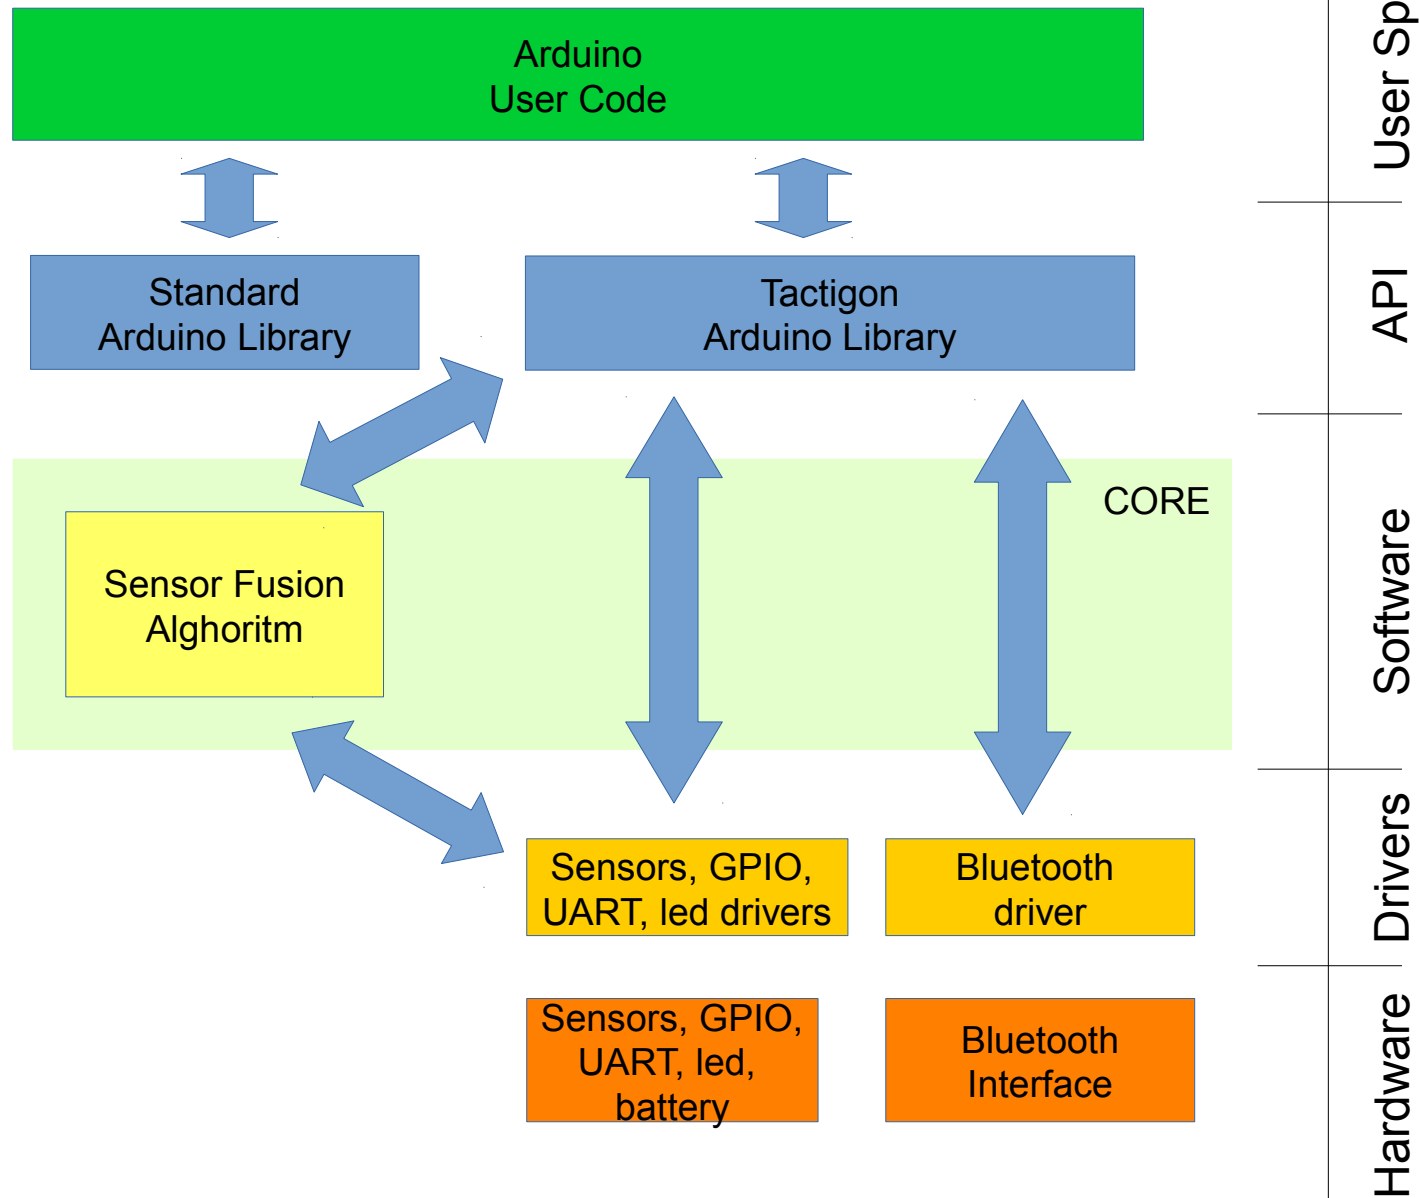 Arduino
User Code
User Sp
Standard
Arduino Library
Tactigon
Arduino Library
API
CORE
Sensor Fusion
Alghoritm
Software
Sensors, GPIO,
UART, led drivers
Bluetooth
driver
Drivers
Sensors, GPIO,
UART, led,
battery
Bluetooth
Interface
Hardware